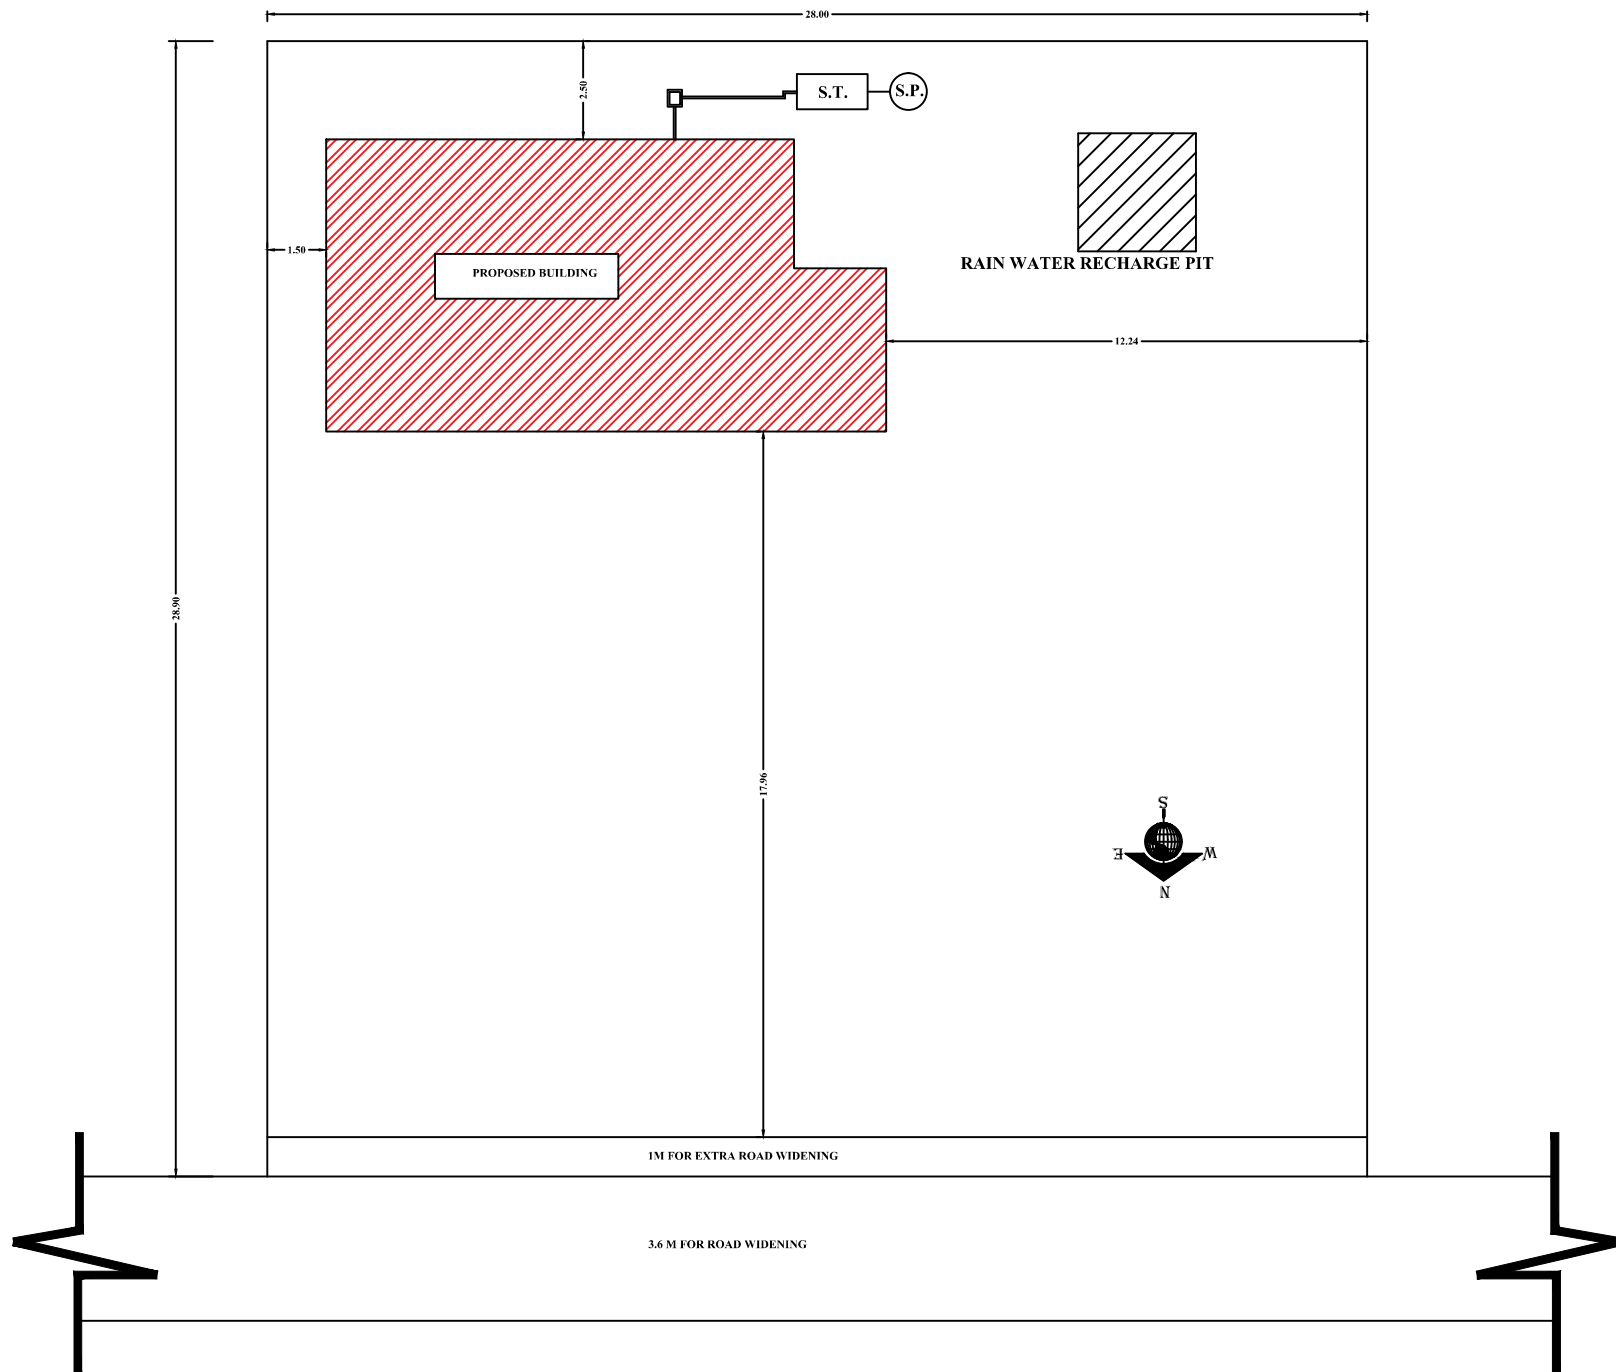 28.00
2.50
S.T.
S.P.
1.50
PROPOSED BUILDING
RAIN WATER RECHARGE PIT
12.24
28.90
17.96
S
E
W
N
1M FOR EXTRA ROAD WIDENING
3.6 M FOR ROAD WIDENING